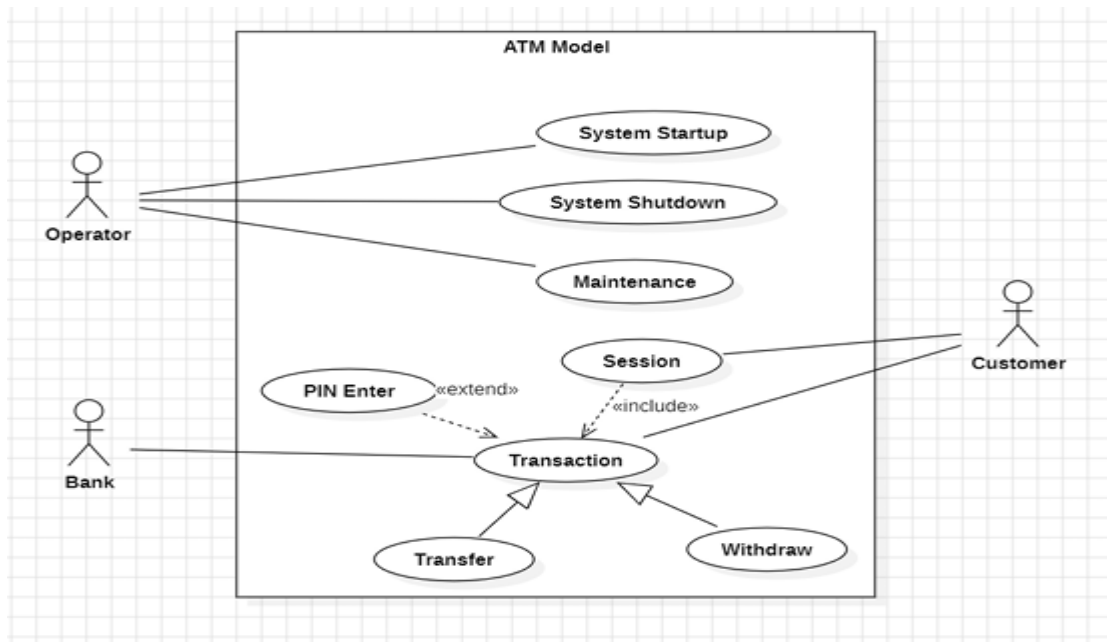 ATM Model
System Startup
System Shutdown
Operator
Maintenance
Session
Customer
PIN Enter
«extend»
«include»
Bank
Transaction
Transfer
Withdraw